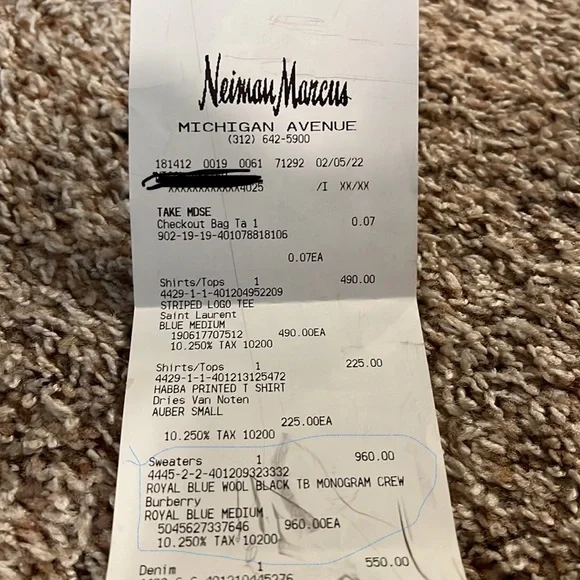 Neiman Marcus
MICHIGAN AVENUE
(312) 642-5900
181412 0019 0061 71292 02/05/22
XXXXXXXXXXXX4025 /I XX/XX
TAKE MDSE
Checkout Bag Ta 1 0.07
902-19-19-401078818106
0.07EA
Shirts/Tops 1 490.00
4429-1-1-401204952209
STRIPED LOGO TEE
Saint Laurent
BLUE MEDIUM
190617707512 490.00EA
10.250% TAX 10200
Shirts/Tops 1 225.00
4429-1-1-401213125472
HABBA PRINTED T SHIRT
Dries Van Noten
AUBER SMALL
225.00EA
10.250% TAX 10200
Sweaters 1 960.00
4445-2-2-401209323332
ROYAL BLUE WOOL BLACK TB MONOGRAM CREW
Burberry
ROYAL BLUE MEDIUM
5045627337646 960.00EA
10.250% TAX 10200
Denim 1 550.00